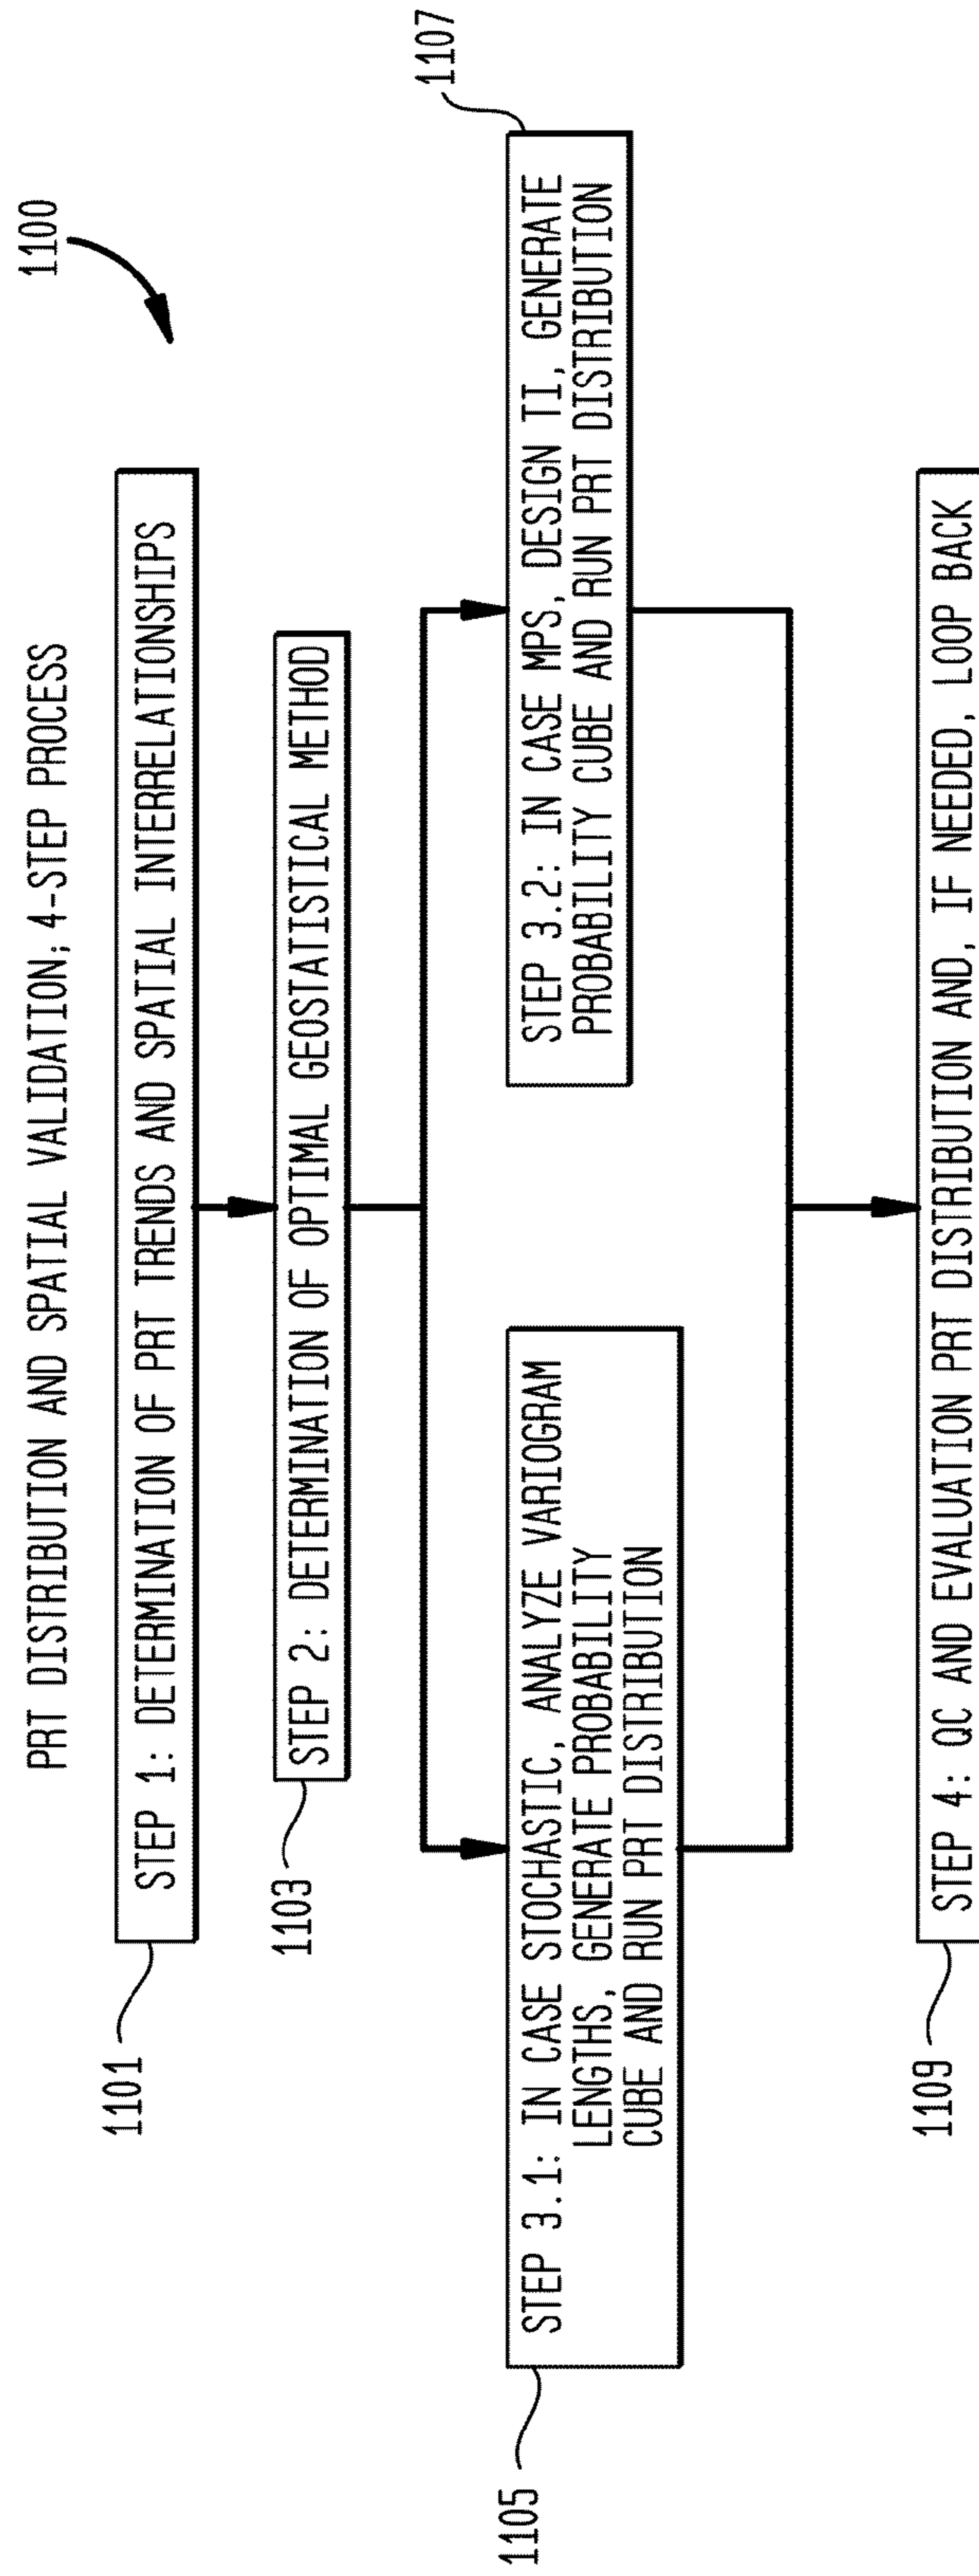 PRT DISTRIBUTION AND SPATIAL VALIDATION; 4-STEP PROCESS
1100
1101
STEP 1: DETERMINATION OF PRT TRENDS AND SPATIAL INTERRELATIONSHIPS
1103
STEP 2: DETERMINATION OF OPTIMAL GEOSTATISTICAL METHOD
1105
STEP 3.1: IN CASE STOCHASTIC, ANALYZE VARIOGRAM
LENGTHS, GENERATE PROBABILITY
CUBE AND RUN PRT DISTRIBUTION
1107
STEP 3.2: IN CASE MPS, DESIGN TI, GENERATE
PROBABILITY CUBE AND RUN PRT DISTRIBUTION
1109
STEP 4: QC AND EVALUATION PRT DISTRIBUTION AND, IF NEEDED, LOOP BACK